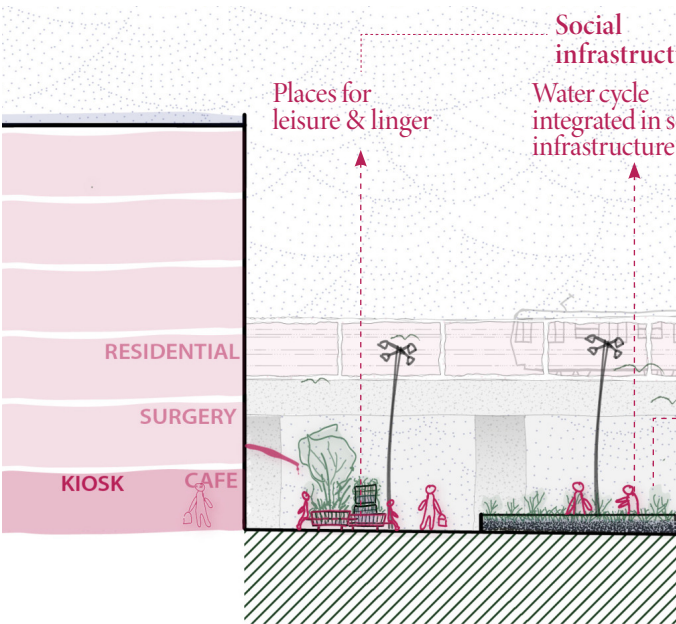 Social
infrastruct
Places for
leisure & linger
Water cycle
integrated in s
infrastructure
RESIDENTIAL
SURGERY
KIOSK
CAFE